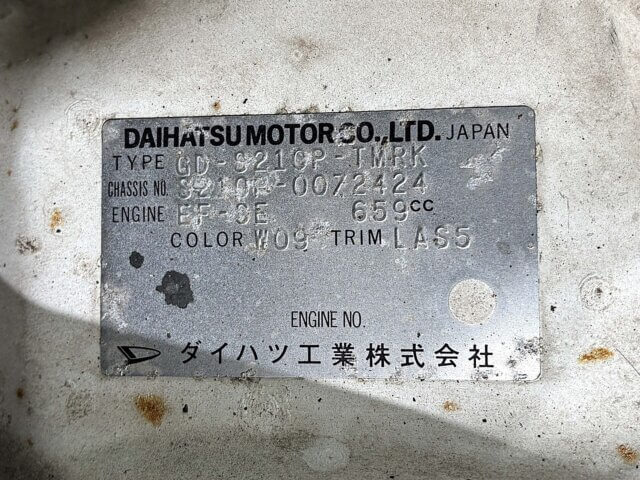 DAIHATSU MOTOR CO., LTD. JAPAN
TYPE GD-S210P-TMRK
CHASSIS NO. S210P-0072424
ENGINE EF-SE 659cc
COLOR W09 TRIM LAS5
ENGINE NO.
ダイハツ工業株式会社